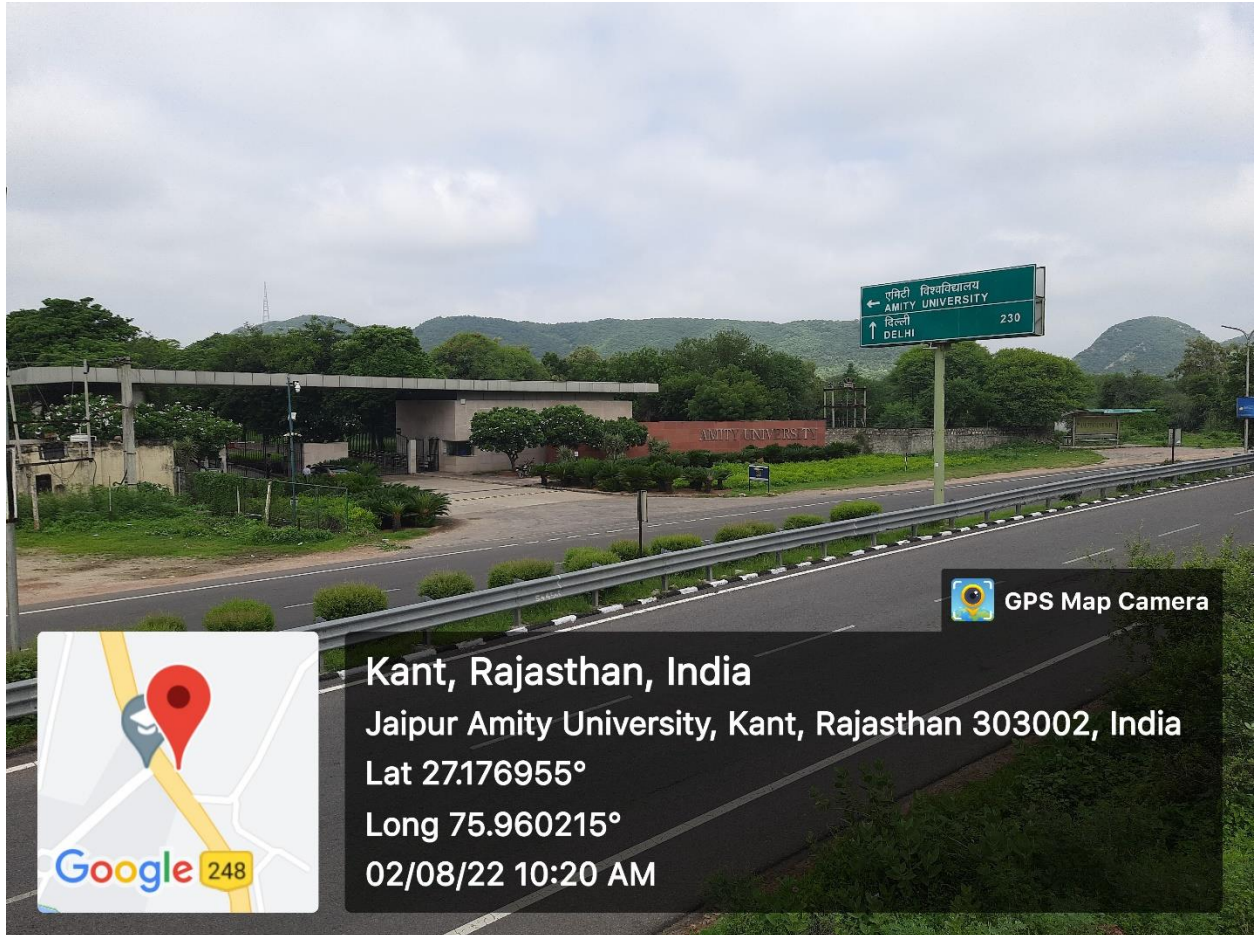 एमिटी विश्वविद्यालय
AMITY UNIVERSITY
दिल्ली
DELHI 230
AMITY UNIVERSITY
GPS Map Camera
Kant, Rajasthan, India
Jaipur Amity University, Kant, Rajasthan 303002, India
Lat 27.176955°
Long 75.960215°
02/08/22 10:20 AM
Google 248